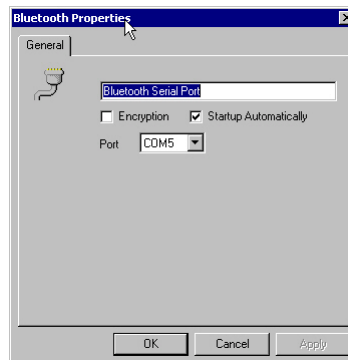 Bluetooth Properties
General
Bluetooth Serial Port
Encryption Startup Automatically
Port COM5
OK Cancel Apply